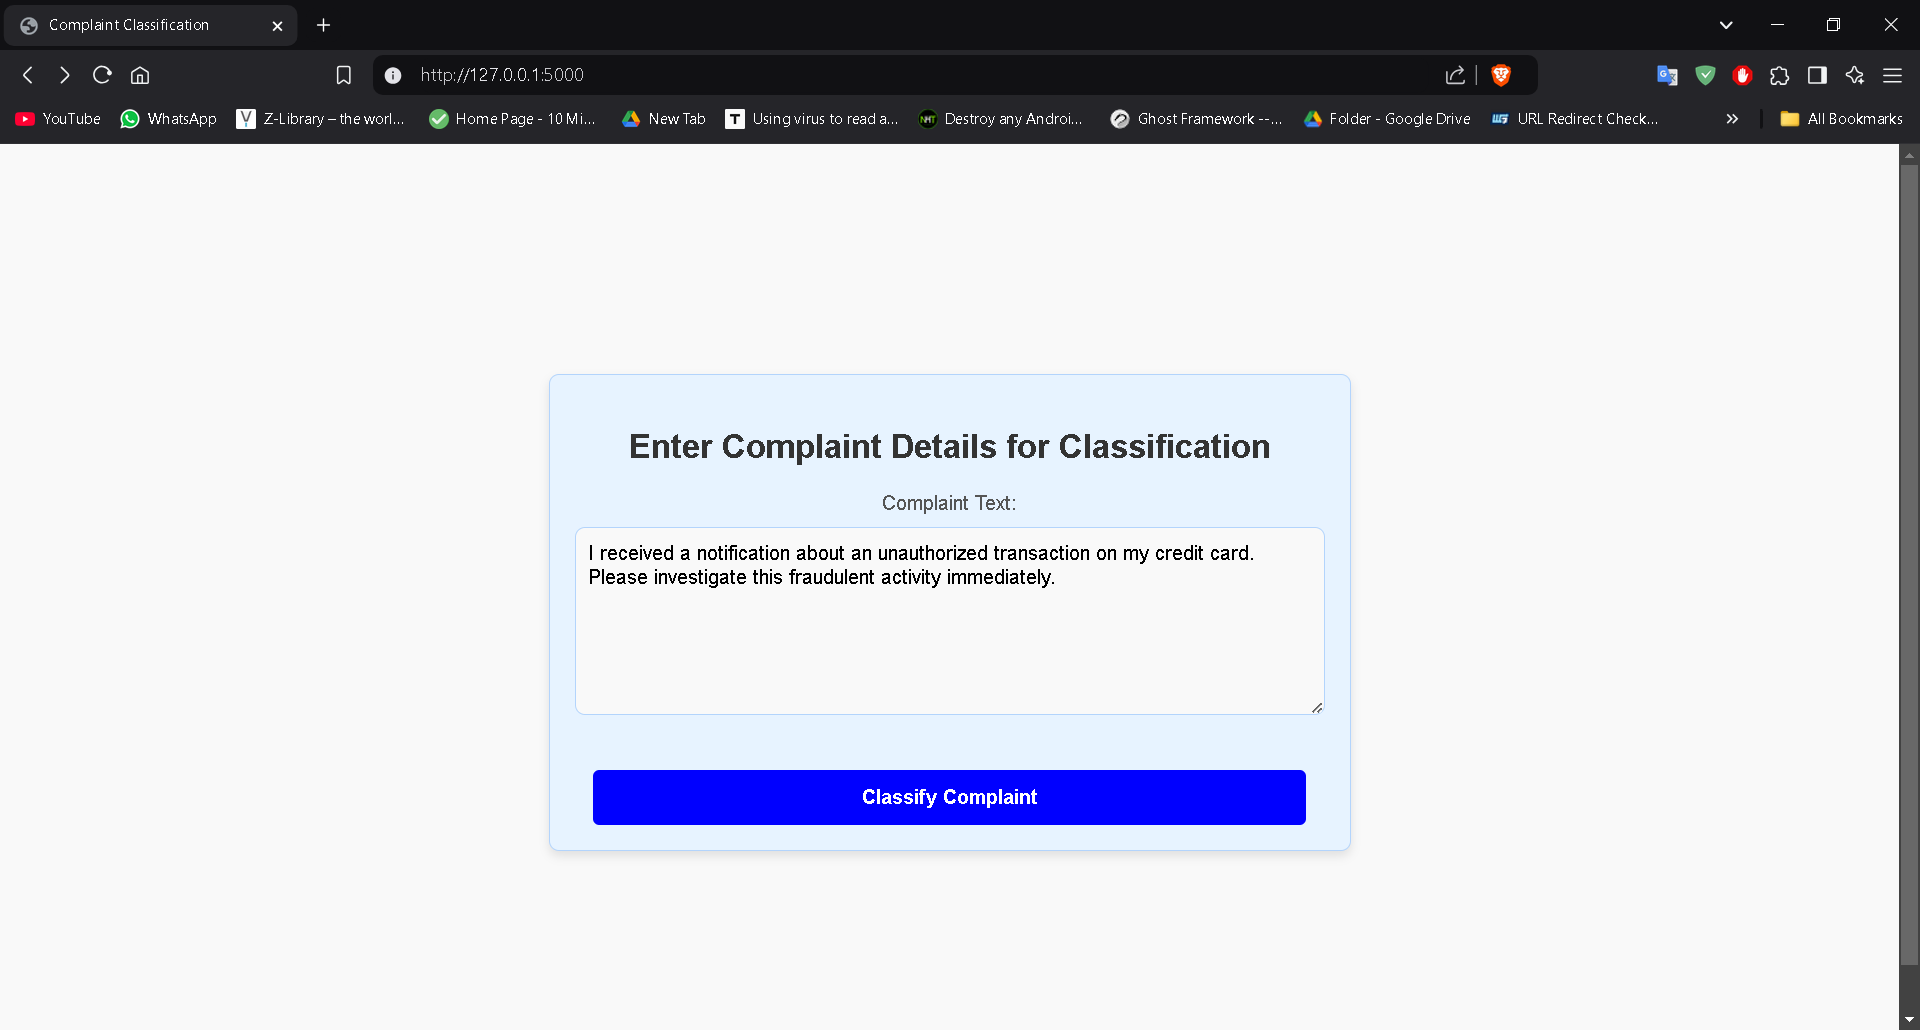 Complaint Classification
http://127.0.0.1:5000
YouTube
WhatsApp
Z-Library – the worl...
Home Page - 10 Mi...
New Tab
T
Using virus to read a...
NHT
Destroy any Androi...
Ghost Framework --...
Folder - Google Drive
URL Redirect Check...
All Bookmarks
Enter Complaint Details for Classification
Complaint Text:
I received a notification about an unauthorized transaction on my credit card.
Please investigate this fraudulent activity immediately.
Classify Complaint